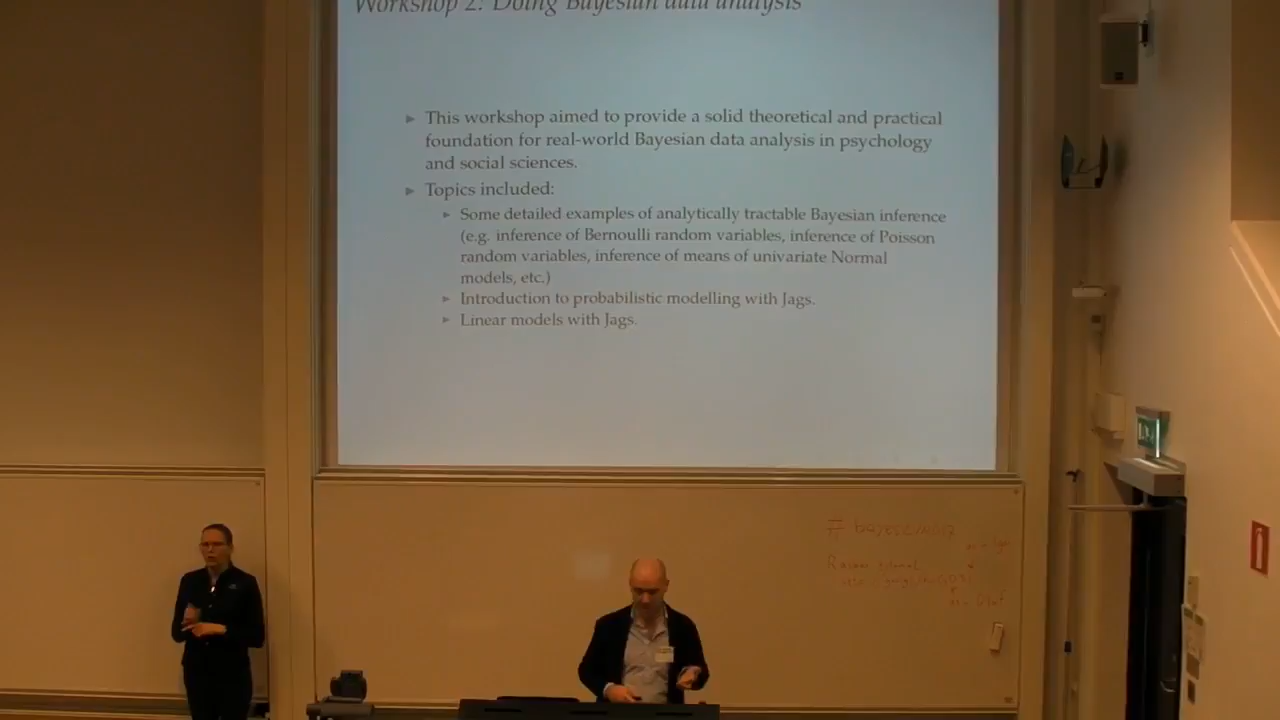 Workshop 2: Doing Bayesian data analysis
▸ This workshop aimed to provide a solid theoretical and practical
foundation for real-world Bayesian data analysis in psychology
and social sciences.
▸ Topics included:
▸ Some detailed examples of analytically tractable Bayesian inference
(e.g. inference of Bernoulli random variables, inference of Poisson
random variables, inference of means of univariate Normal
models, etc.)
▸ Introduction to probabilistic modelling with Jags.
▸ Linear models with Jags.